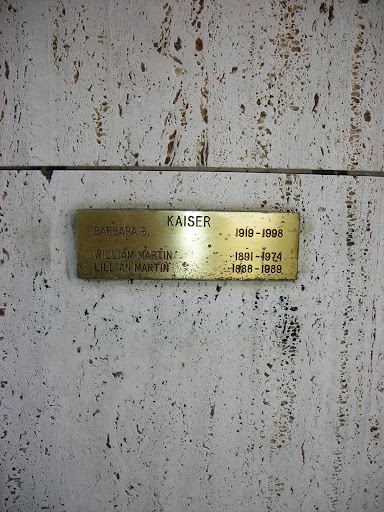 KAISER
BARBARA B. 1919-1998
WILLIAM MARTIN 1891-1974
LILLIAN MARTIN 1888-1989